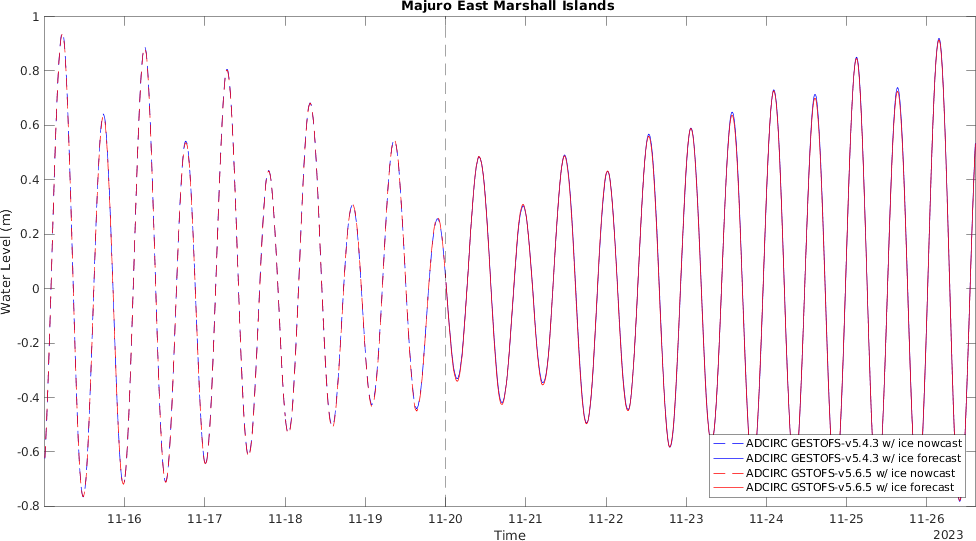 Majuro East Marshall Islands
1
0.8
0.6
0.4
0.2
0
-0.2
-0.4
-0.6
-0.8
Water Level (m)
ADCIRC GESTOFS-v5.4.3 w/ ice nowcast
ADCIRC GESTOFS-v5.4.3 w/ ice forecast
ADCIRC GSTOFS-v5.6.5 w/ ice nowcast
ADCIRC GSTOFS-v5.6.5 w/ ice forecast
11-16 11-17 11-18 11-19 11-20 11-21 11-22 11-23 11-24 11-25 11-26
Time
2023